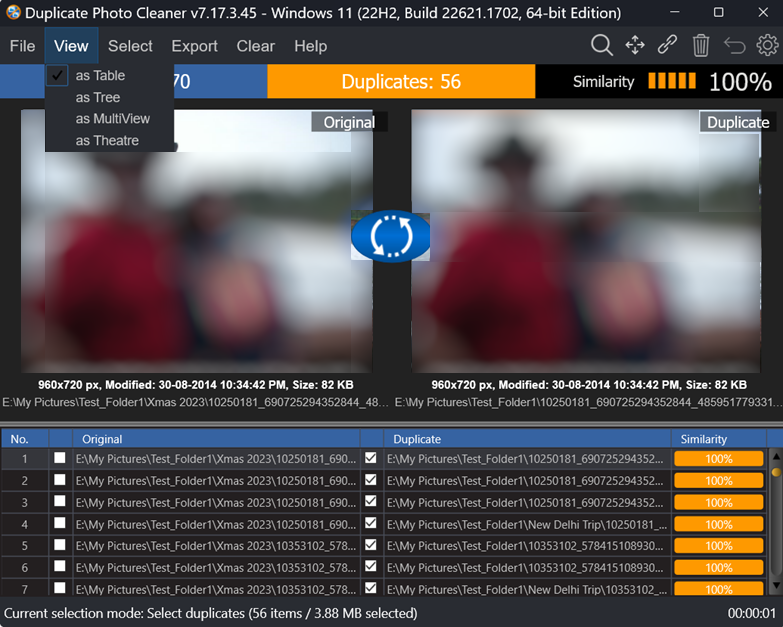 Duplicate Photo Cleaner v7.17.3.45 - Windows 11 (22H2, Build 22621.1702, 64-bit Edition)
File View Select Export Clear Help
as Table
as Tree
as MultiView
as Theatre
70
Duplicates: 56
Similarity 100%
Original
Duplicate
960x720 px, Modified: 30-08-2014 10:34:42 PM, Size: 82 KB
960x720 px, Modified: 30-08-2014 10:34:42 PM, Size: 82 KB
E:\My Pictures\Test_Folder1\Xmas 2023\10250181_690725294352844_48...
E:\My Pictures\Test_Folder1\10250181_690725294352844_485951779331...
No. Original Duplicate Similarity
1 E:\My Pictures\Test_Folder1\Xmas 2023\10250181_690... E:\My Pictures\Test_Folder1\10250181_690725294352... 100%
2 E:\My Pictures\Test_Folder1\Xmas 2023\10250181_690... E:\My Pictures\Test_Folder1\10250181_690725294352... 100%
3 E:\My Pictures\Test_Folder1\Xmas 2023\10250181_690... E:\My Pictures\Test_Folder1\10250181_690725294352... 100%
4 E:\My Pictures\Test_Folder1\Xmas 2023\10250181_690... E:\My Pictures\Test_Folder1\New Delhi Trip\10250181_... 100%
5 E:\My Pictures\Test_Folder1\Xmas 2023\10353102_578... E:\My Pictures\Test_Folder1\10353102_578415108930... 100%
6 E:\My Pictures\Test_Folder1\Xmas 2023\10353102_578... E:\My Pictures\Test_Folder1\10353102_578415108930... 100%
7 E:\My Pictures\Test_Folder1\Xmas 2023\10353102_578... E:\My Pictures\Test_Folder1\New Delhi Trip\10353102_... 100%
Current selection mode: Select duplicates (56 items / 3.88 MB selected) 00:00:01